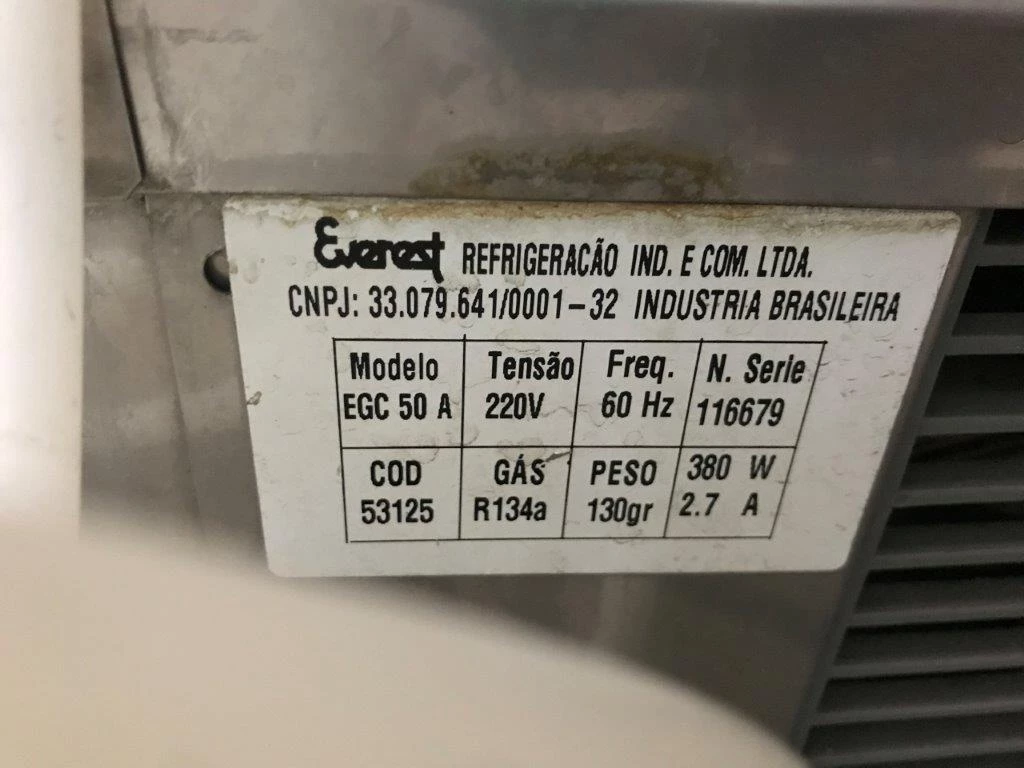 Everest REFRIGERACÃO IND. E COM. LTDA.
CNPJ: 33.079.641/0001-32 INDUSTRIA BRASILEIRA
Modelo Tensão Freq. N. Serie
EGC 50 A 220V 60 Hz 116679
COD GÁS PESO 380 W
53125 R134a 130gr 2.7 A